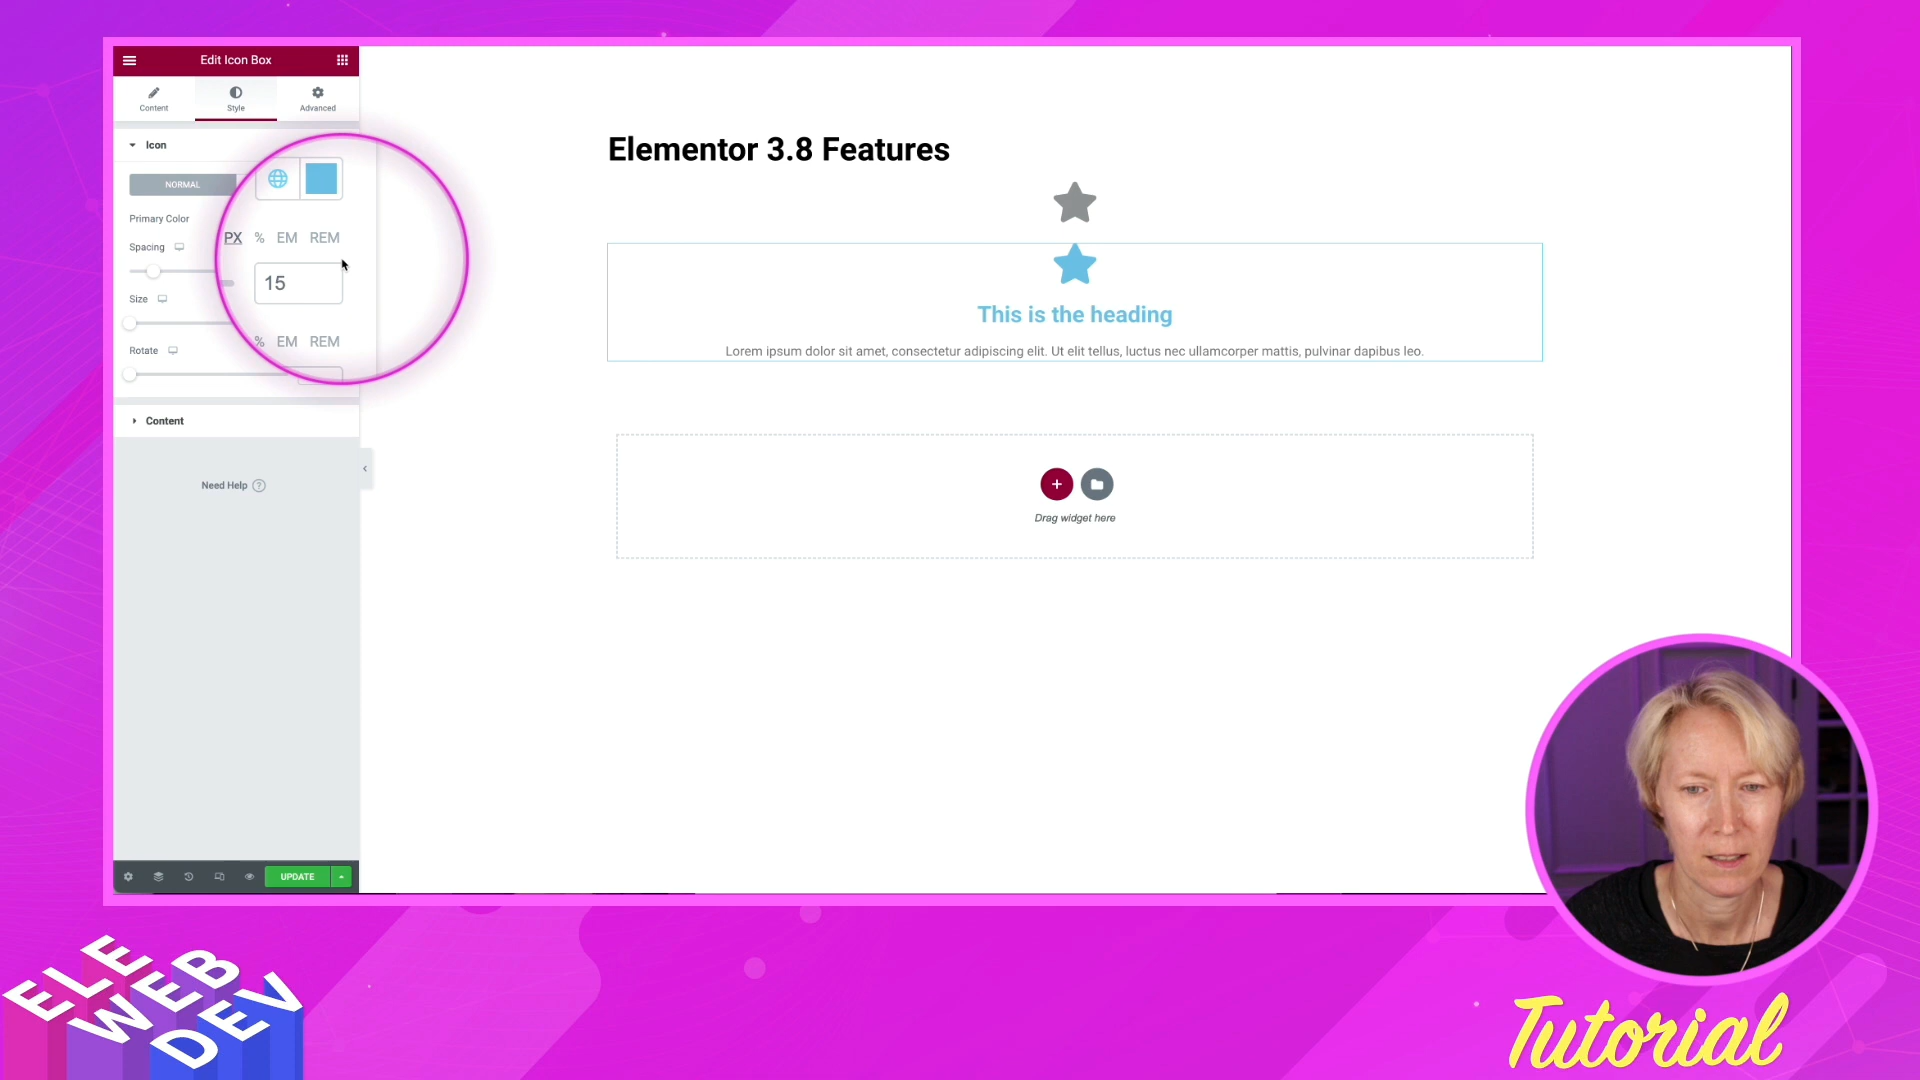 Edit Icon Box
Content
Style
Advanced
Icon
NORMAL
Primary Color
PX % EM REM
Spacing
15
Size
% EM REM
Rotate
Content
Need Help ?
UPDATE
Elementor 3.8 Features
This is the heading
Lorem ipsum dolor sit amet, consectetur adipiscing elit. Ut elit tellus, luctus nec ullamcorper mattis, pulvinar dapibus leo.
Drag widget here
ELE
WEB
DEV
Tutorial